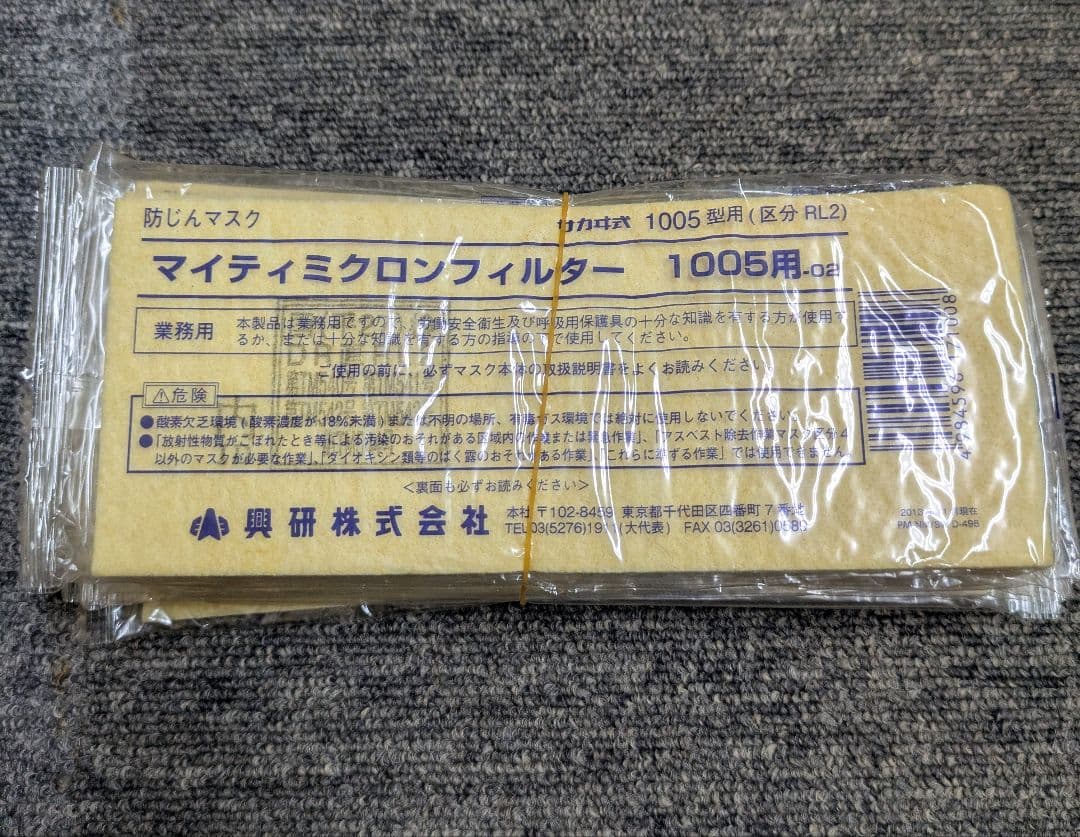 防じんマスク
サカヰ式 1005 型用 (区分 RL2)
マイティミクロンフィルター 1005用-02
業務用
本製品は業務用ですので、労働安全衛生及び呼吸用保護具の十分な知識を有する方が使用す
るか、または十分な知識を有する方の指導の下で使用してください。
ご使用の前に、必ずマスク本体の取扱説明書をよくお読みください。
⚠危険
●酸素欠乏環境(酸素濃度が18%未満)または不明の場所、有毒ガス環境では絶対に使用しないでください。
●「放射性物質がこぼれたとき等による汚染のおそれがある区域内の作業または緊急作業」、「アスベスト除去作業マスク区分4
以外のマスクが必要な作業」、「ダイオキシン類等のばく露のおそれがある作業」、これらに準ずる作業」では使用できません。
<裏面も必ずお読みください>
興研株式会社
本社 〒102-8459 東京都千代田区四番町7番地
TEL03(5276)1911(大代表) FAX 03(3261)0589